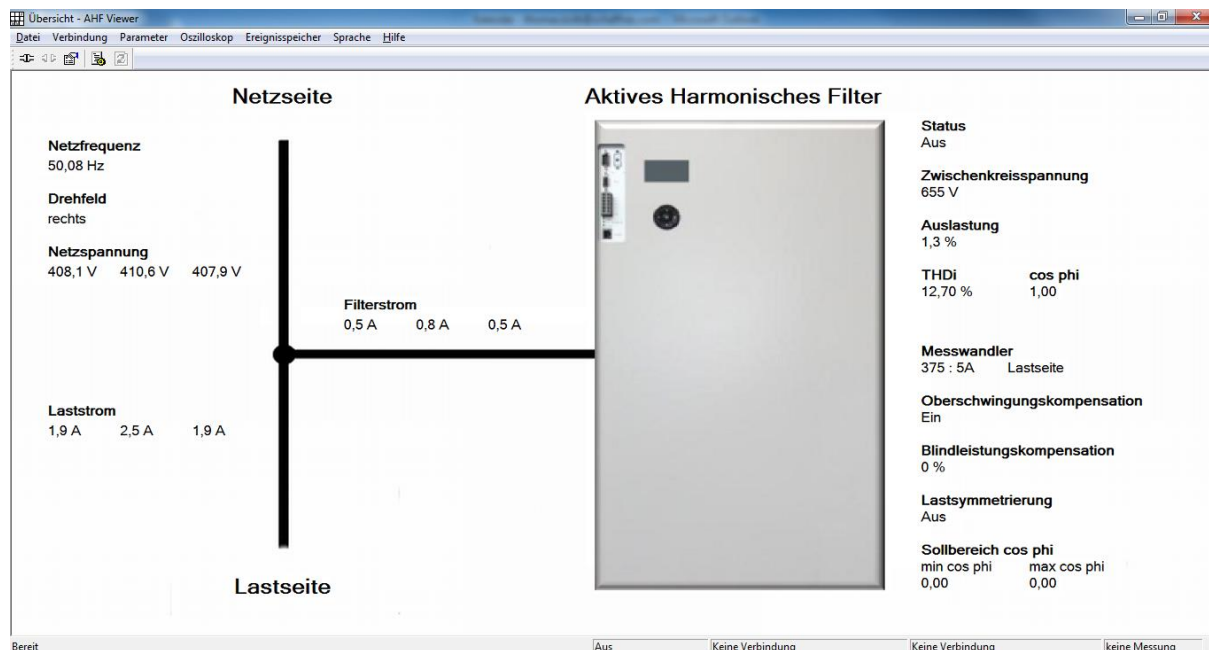 Übersicht - AHF Viewer
Datei Verbindung Parameter Oszilloskop Ereignisspeicher Sprache Hilfe
Netzseite
Aktives Harmonisches Filter
Netzfrequenz
50,08 Hz
Drehfeld
rechts
Netzspannung
408,1 V 410,6 V 407,9 V
Filterstrom
0,5 A 0,8 A 0,5 A
Laststrom
1,9 A 2,5 A 1,9 A
Lastseite
Status
Aus
Zwischenkreisspannung
655 V
Auslastung
1,3 %
THDi cos phi
12,70 % 1,00
Messwandler
375 : 5A Lastseite
Oberschwingungskompensation
Ein
Blindleistungskompensation
0 %
Lastsymmetrierung
Aus
Sollbereich cos phi
min cos phi max cos phi
0,00 0,00
Bereit Aus Keine Verbindung Keine Verbindung keine Messung